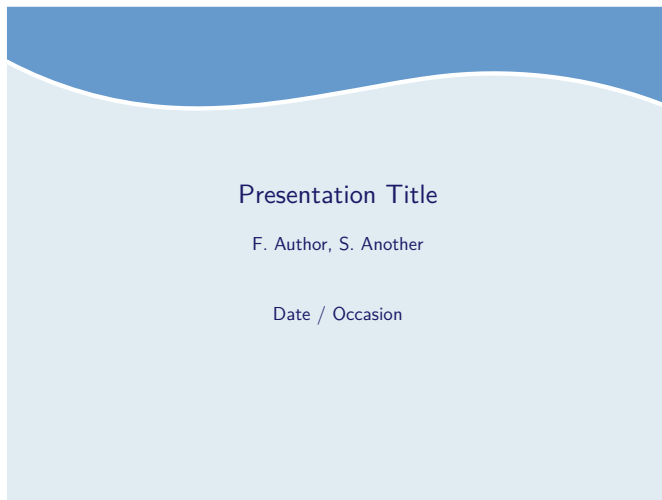 Presentation Title
F. Author, S. Another
Date / Occasion